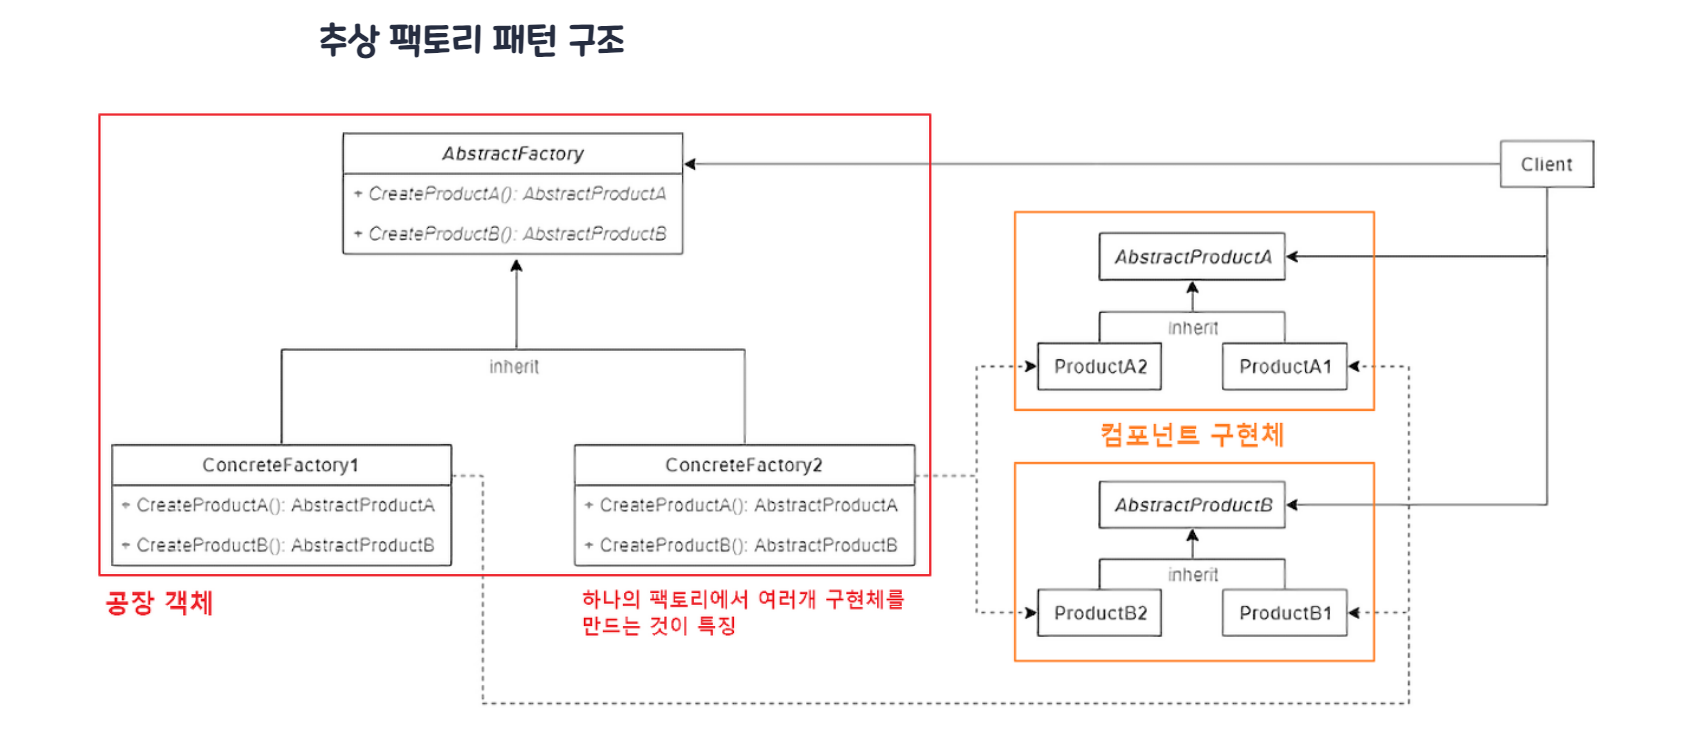 추상 팩토리 패턴 구조
AbstractFactory
+ CreateProductA(): AbstractProductA
+ CreateProductB(): AbstractProductB
Client
AbstractProductA
inherit
ProductA2
ProductA1
컴포넌트 구현체
inherit
ConcreteFactory1
+ CreateProductA(): AbstractProductA
+ CreateProductB(): AbstractProductB
ConcreteFactory2
+ CreateProductA(): AbstractProductA
+ CreateProductB(): AbstractProductB
AbstractProductB
inherit
ProductB2
ProductB1
공장 객체
하나의 팩토리에서 여러개 구현체를
만드는 것이 특징